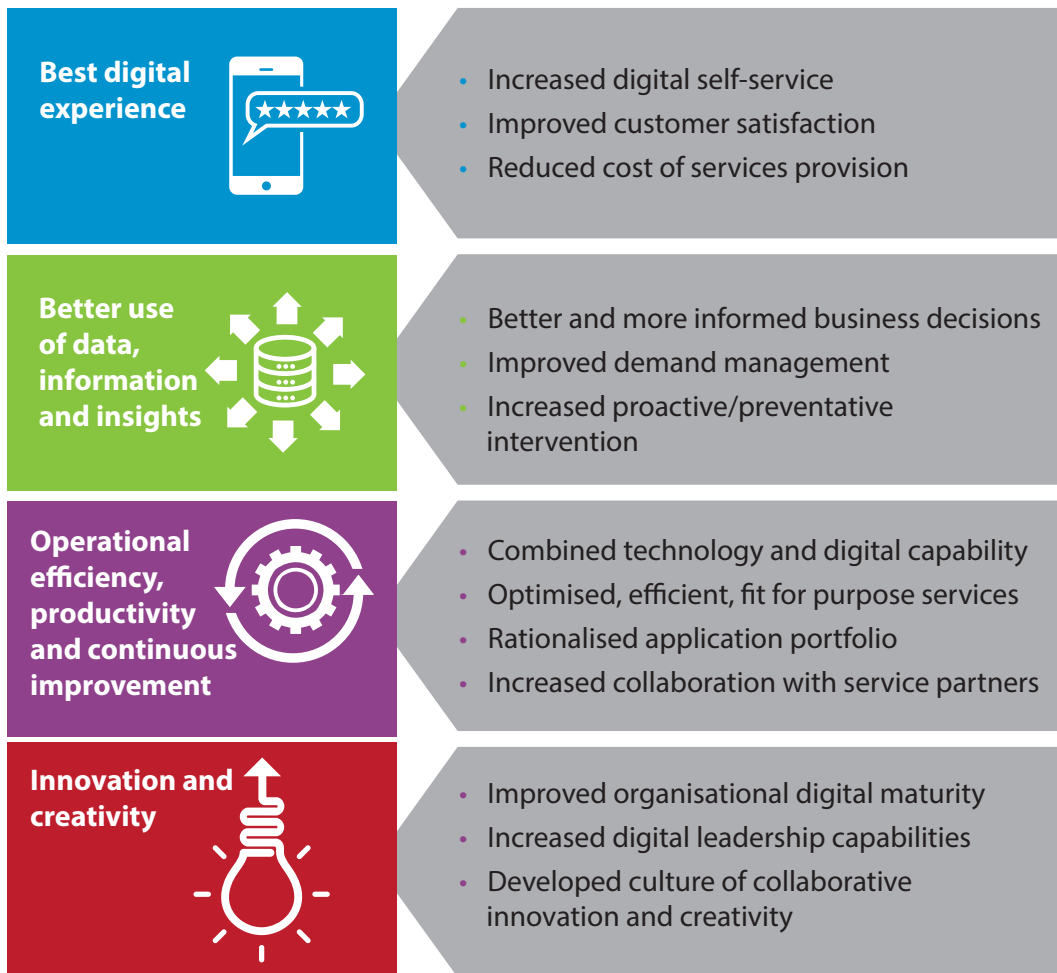 Best digital
experience
• Increased digital self-service
• Improved customer satisfaction
• Reduced cost of services provision
Better use
of data,
information
and insights
• Better and more informed business decisions
• Improved demand management
• Increased proactive/preventative
intervention
Operational
efficiency,
productivity
and continuous
improvement
• Combined technology and digital capability
• Optimised, efficient, fit for purpose services
• Rationalised application portfolio
• Increased collaboration with service partners
Innovation and
creativity
• Improved organisational digital maturity
• Increased digital leadership capabilities
• Developed culture of collaborative
innovation and creativity